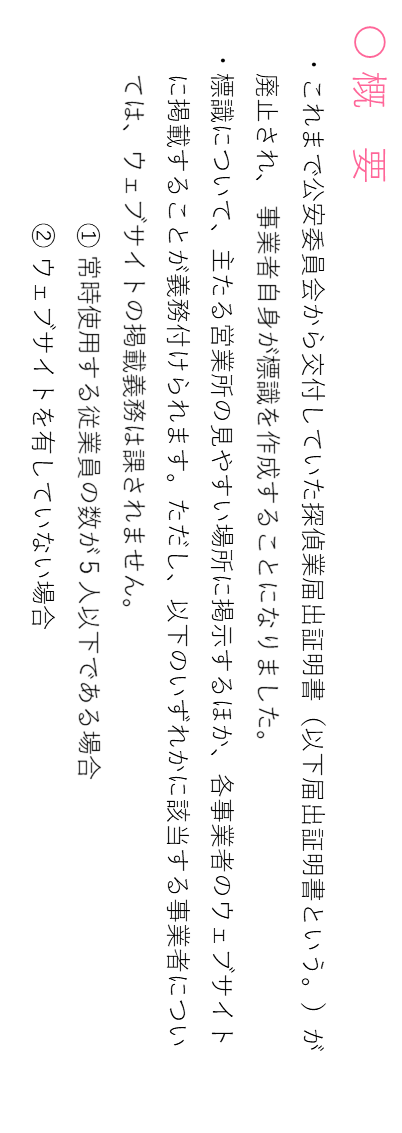 〇概　要
・これまで公安委員会から交付していた探偵業届出証明書（以下届出証明書という。）が
廃止され、事業者自身が標識を作成することになりました。
・標識について、主たる営業所の見やすい場所に掲示するほか、各事業者のウェブサイト
に掲載することが義務付けられます。ただし、以下のいずれかに該当する事業者につい
ては、ウェブサイトの掲載義務は課されません。
① 常時使用する従業員の数が５人以下である場合
② ウェブサイトを有していない場合